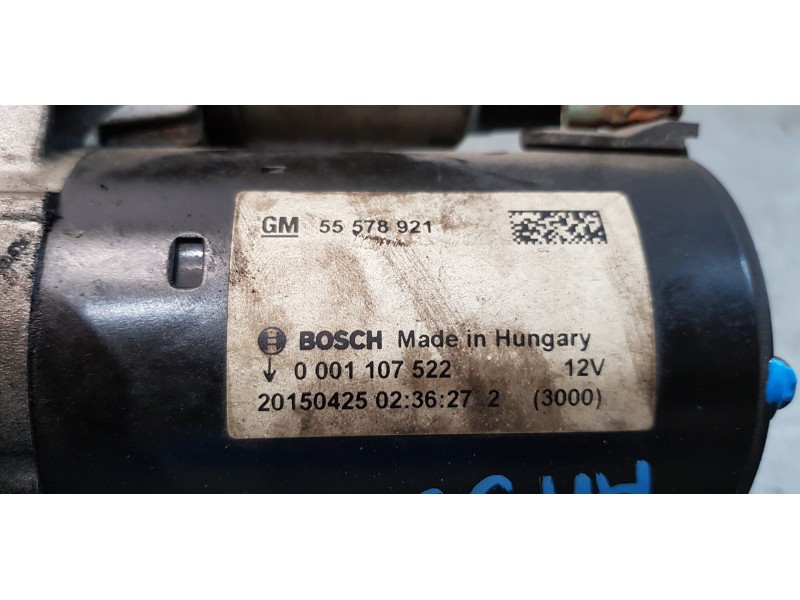 GM 55 578 921
BOSCH Made in Hungary
0 001 107 522 12V
20150425 02:36:27 2 (3000)